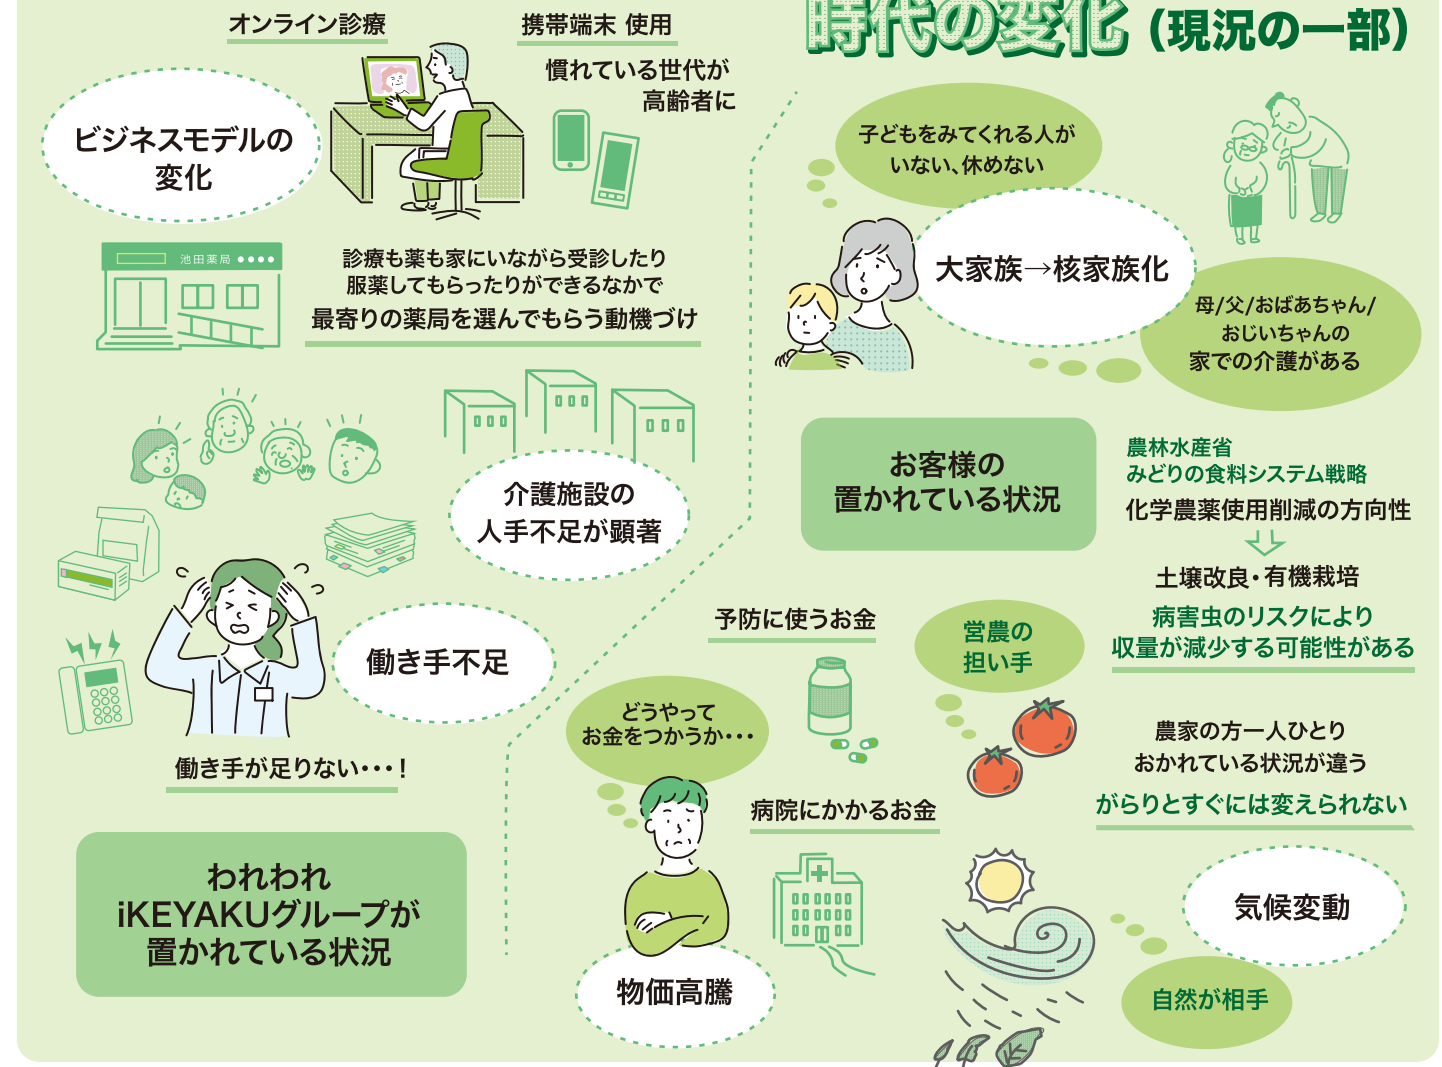 時代の変化（現況の一部）
オンライン診療
携帯端末 使用
慣れている世代が
高齢者に
ビジネスモデルの
変化
池田薬局
診療も薬も家にいながら受診したり
服薬してもらったりができるなかで
最寄りの薬局を選んでもらう動機づけ
介護施設の
人手不足が顕著
働き手不足
働き手が足りない・・・！
われわれ
iKEYAKUグループが
置かれている状況
子どもをみてくれる人が
いない、休めない
大家族→核家族化
母/父/おばあちゃん/
おじいちゃんの
家での介護がある
お客様の
置かれている状況
農林水産省
みどりの食料システム戦略
化学農薬使用削減の方向性
土壌改良・有機栽培
病害虫のリスクにより
収量が減少する可能性がある
予防に使うお金
営農の
担い手
どうやって
お金をつかうか・・・
病院にかかるお金
物価高騰
農家の方一人ひとり
おかれている状況が違う
がらりとすぐには変えられない
気候変動
自然が相手